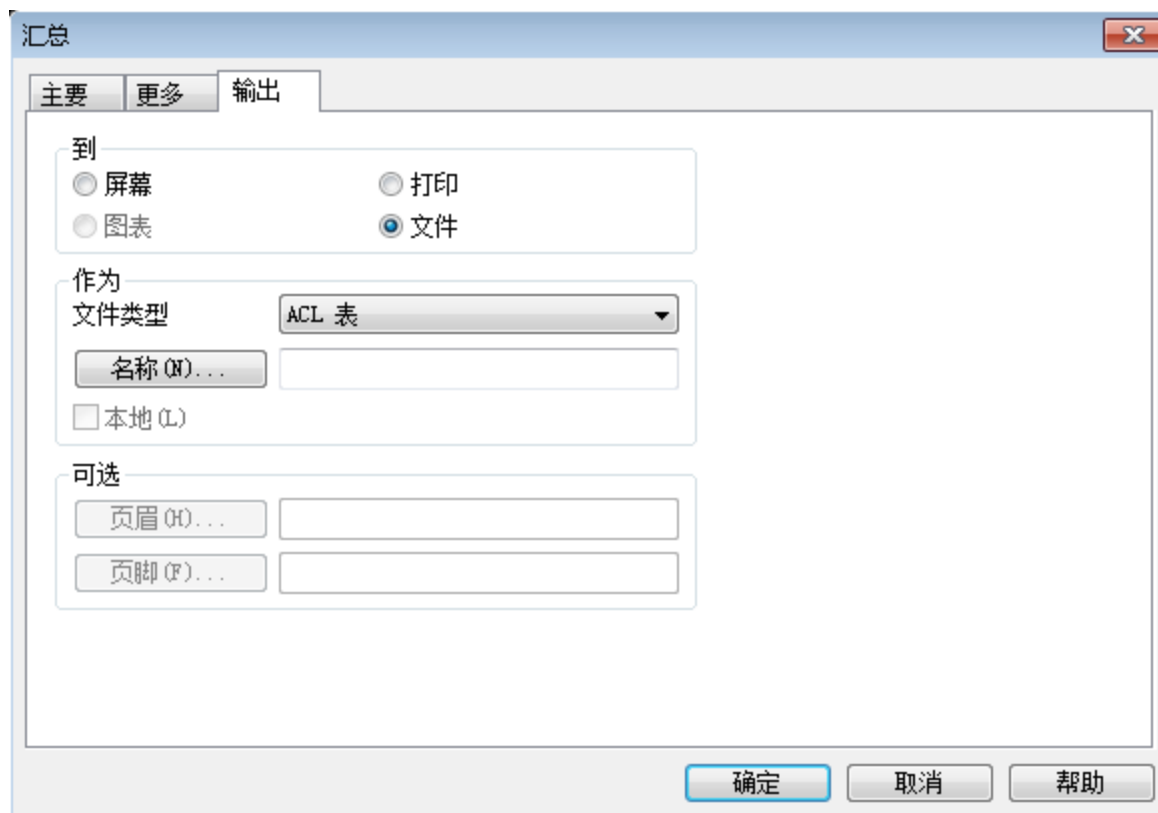 汇总
主要 更多 输出
到
屏幕 打印
图表 文件
作为
文件类型 ACL 表
名称(N)...
本地(L)
可选
页眉(H)...
页脚(F)...
确定 取消 帮助